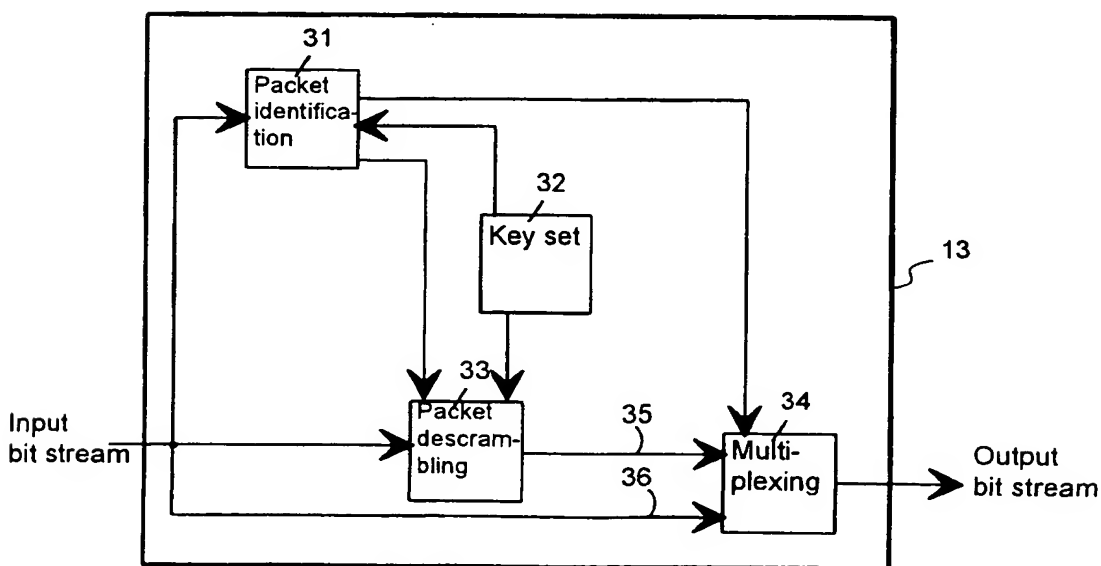 31
Packet
identifica-
tion
32
Key set
13
33
Packet
descram-
bling
Input
bit stream
35
36
34
Multi-
plexing
Output
bit stream